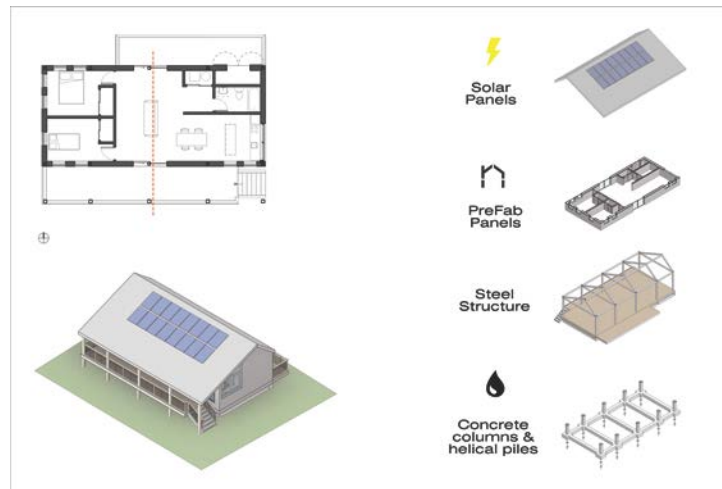 Solar
Panels
PreFab
Panels
Steel
Structure
Concrete
columns &
helical piles